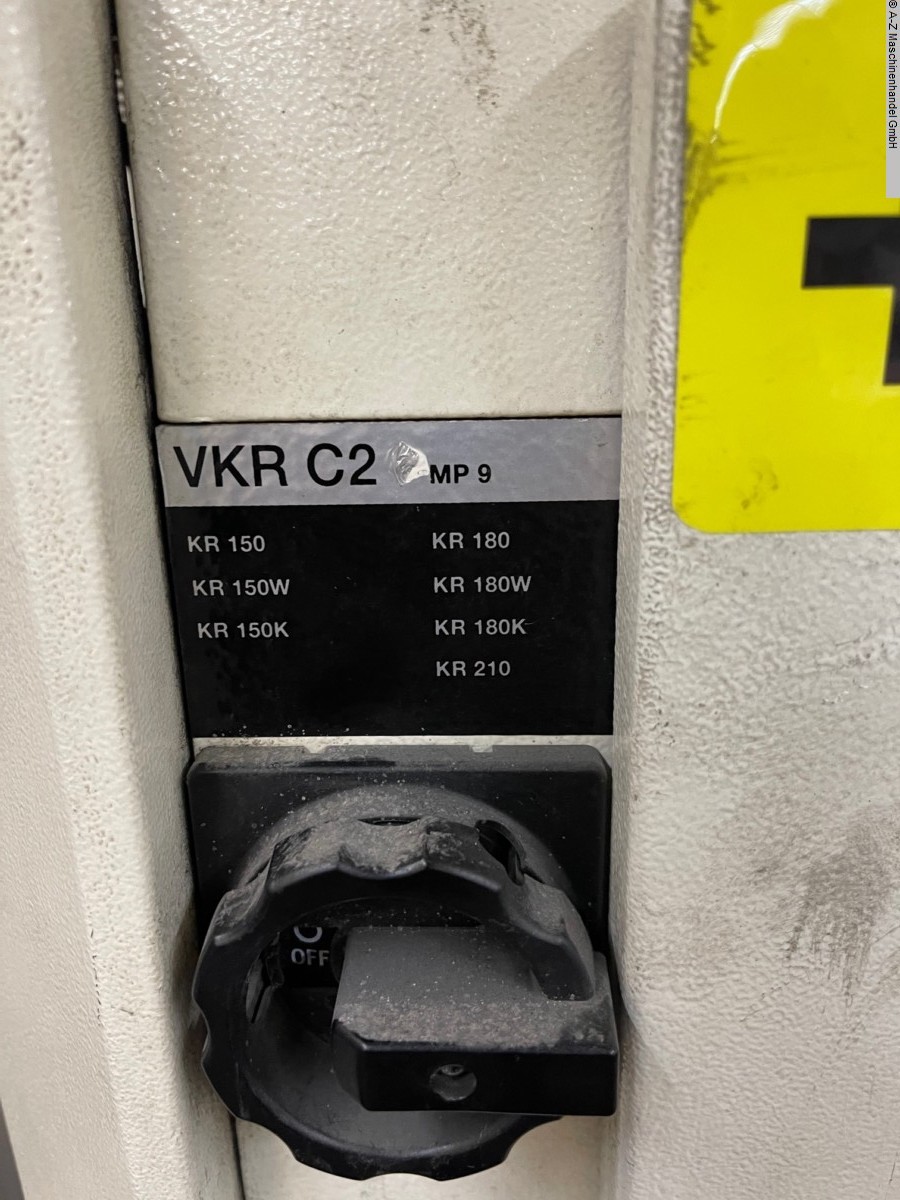 © A-Z Maschinenhandel GmbH
VKR C2 MP 9
KR 150 KR 180
KR 150W KR 180W
KR 150K KR 180K
KR 210
OFF